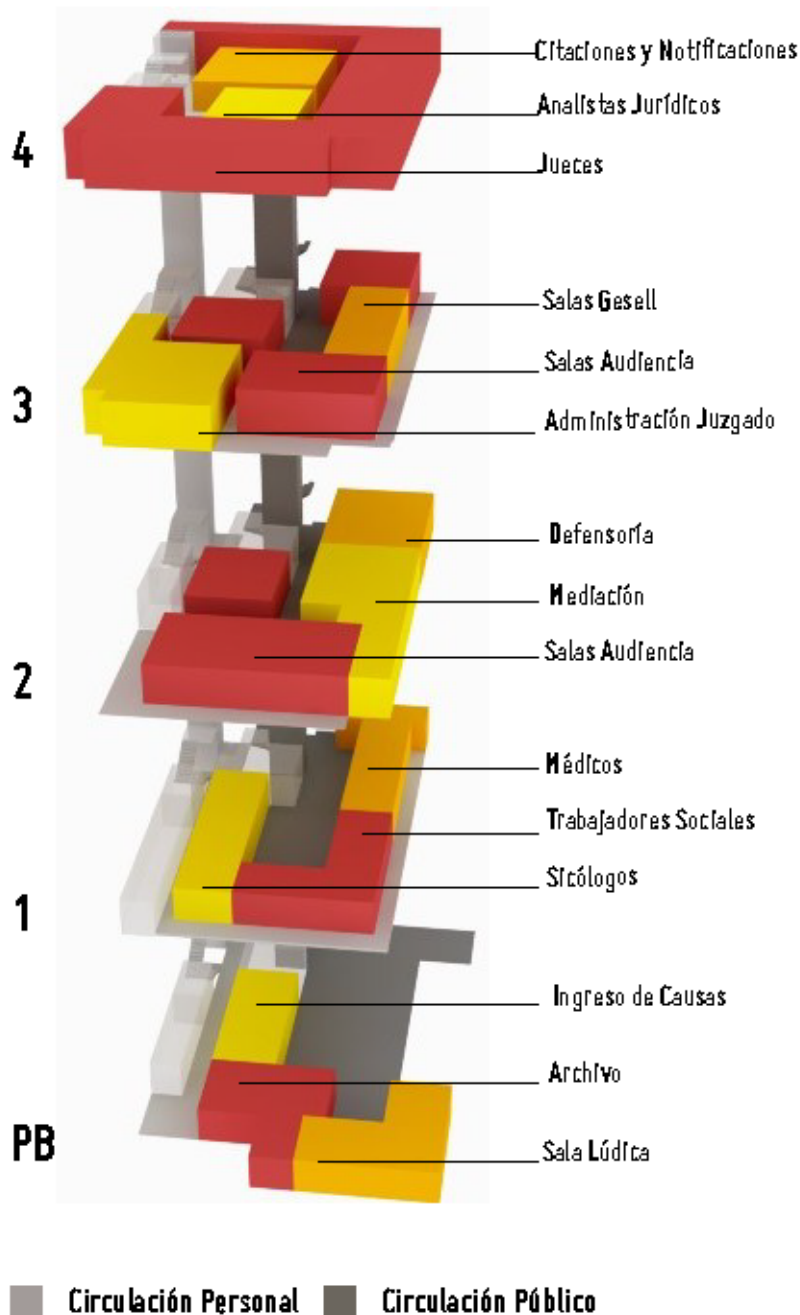 Citaciones y Notificaciones
Analistas Jurídicos
4
Jueces
Salas Gesell
Salas Audiencia
3
Administración Juzgado
Defensoría
Mediación
Salas Audiencia
2
Médicos
Trabajadores Sociales
Sicólogos
1
Ingreso de Causas
Archivo
PB
Sala Lúdica
Circulación Personal
Circulación Público